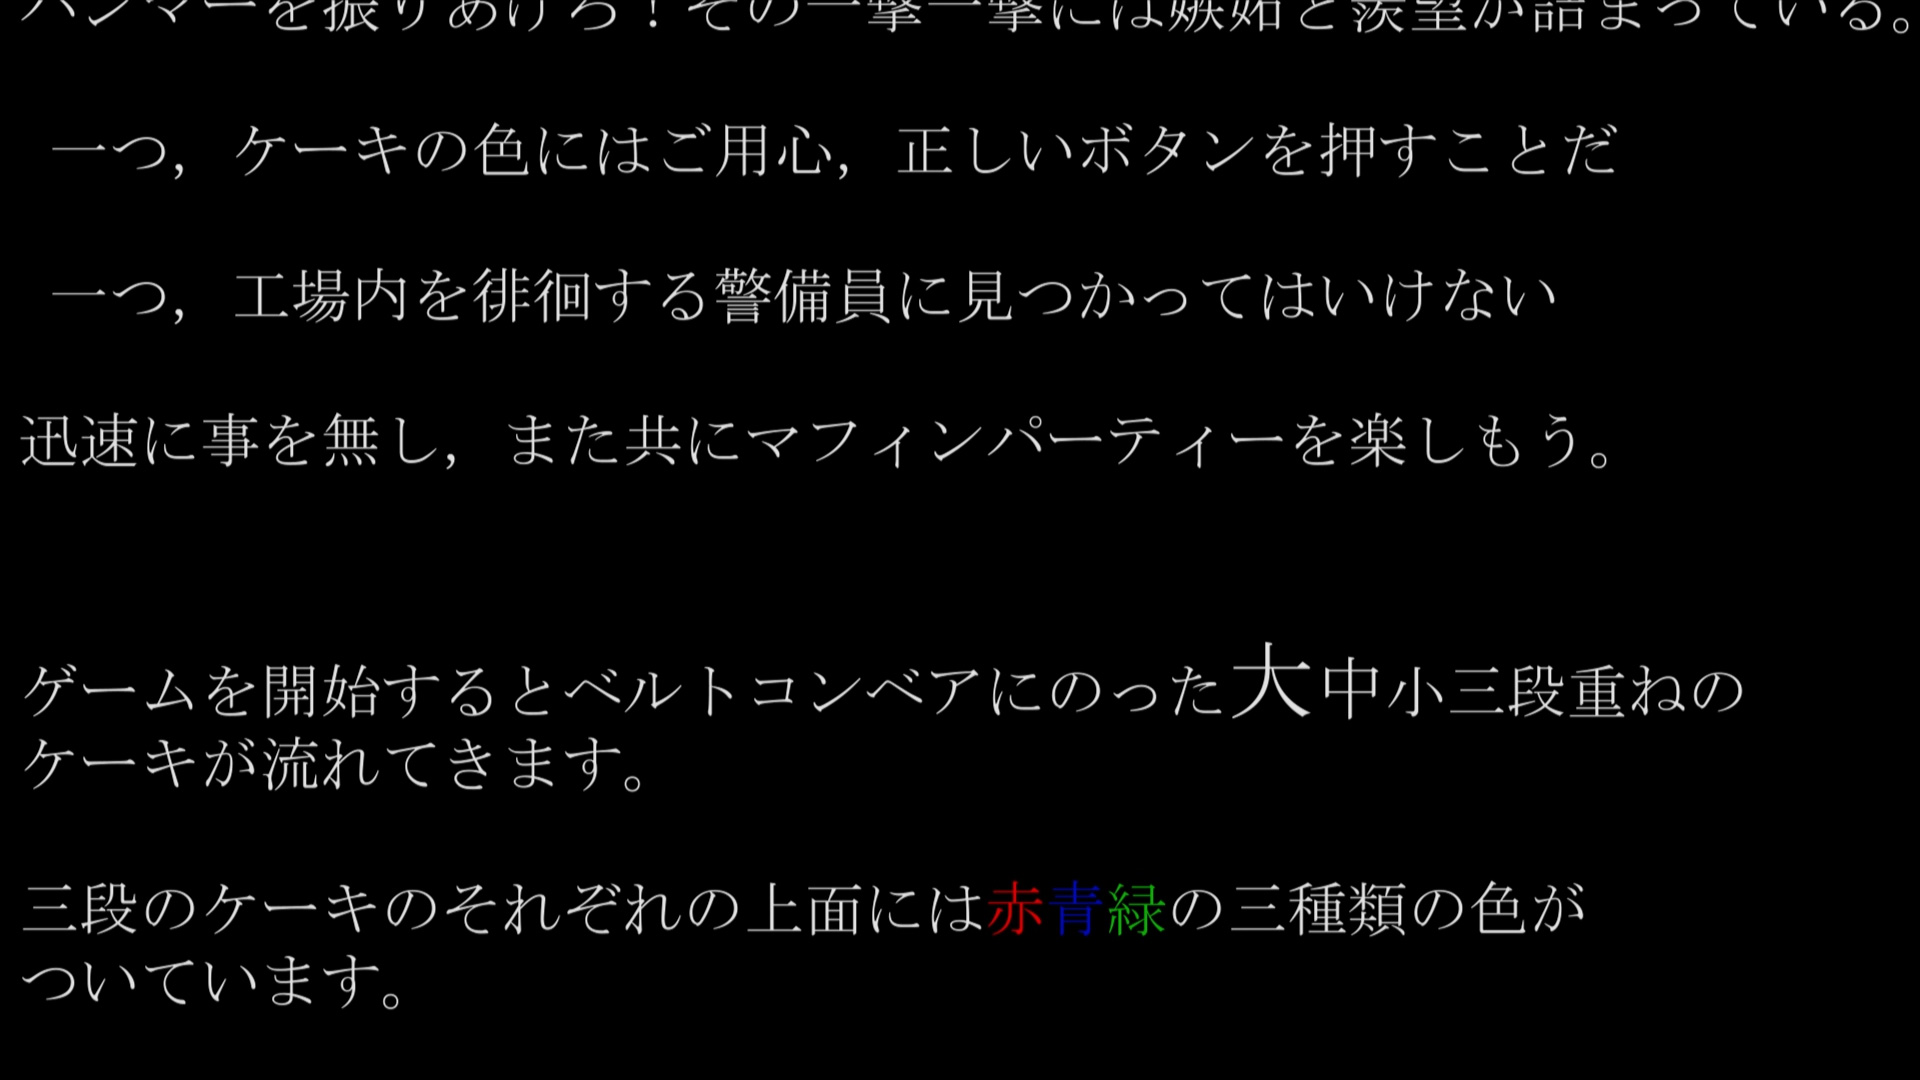 ハンマーを振りあげろ！その一撃一撃には嫉妬と羨望が詰まっている。
一つ，ケーキの色にはご用心，正しいボタンを押すことだ
一つ，工場内を徘徊する警備員に見つかってはいけない
迅速に事を無し，また共にマフィンパーティーを楽しもう。
ゲームを開始するとベルトコンベアにのった大中小三段重ねの
ケーキが流れてきます。
三段のケーキのそれぞれの上面には赤青緑の三種類の色が
ついています。